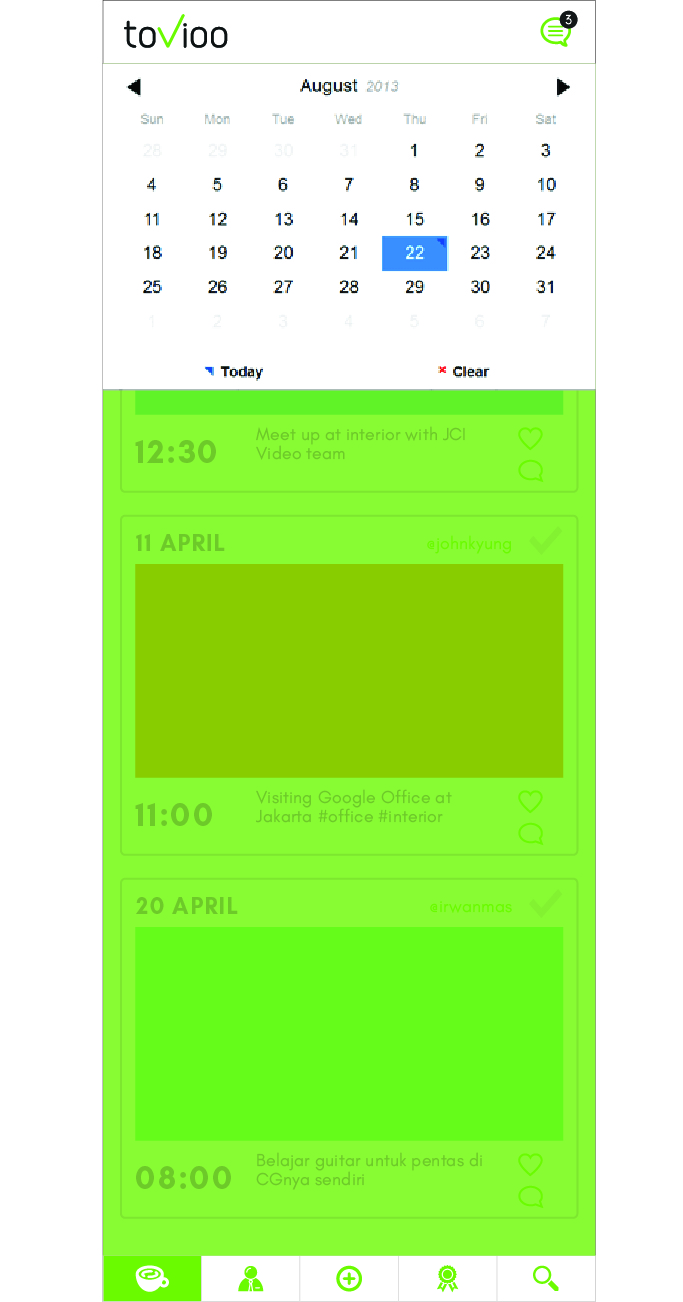 tovioo
3
August 2013
Sun Mon Tue Wed Thu Fri Sat
28 29 30 31 1 2 3
4 5 6 7 8 9 10
11 12 13 14 15 16 17
18 19 20 21 22 23 24
25 26 27 28 29 30 31
1 2 3 4 5 6 7
Today Clear
12:30
Meet up at interior with JCI
Video team
11 APRIL
@johnkyung
11:00
Visiting Google Office at
Jakarta #office #interior
20 APRIL
@irwanmas
08:00
Belajar guitar untuk pentas di
CGnya sendiri